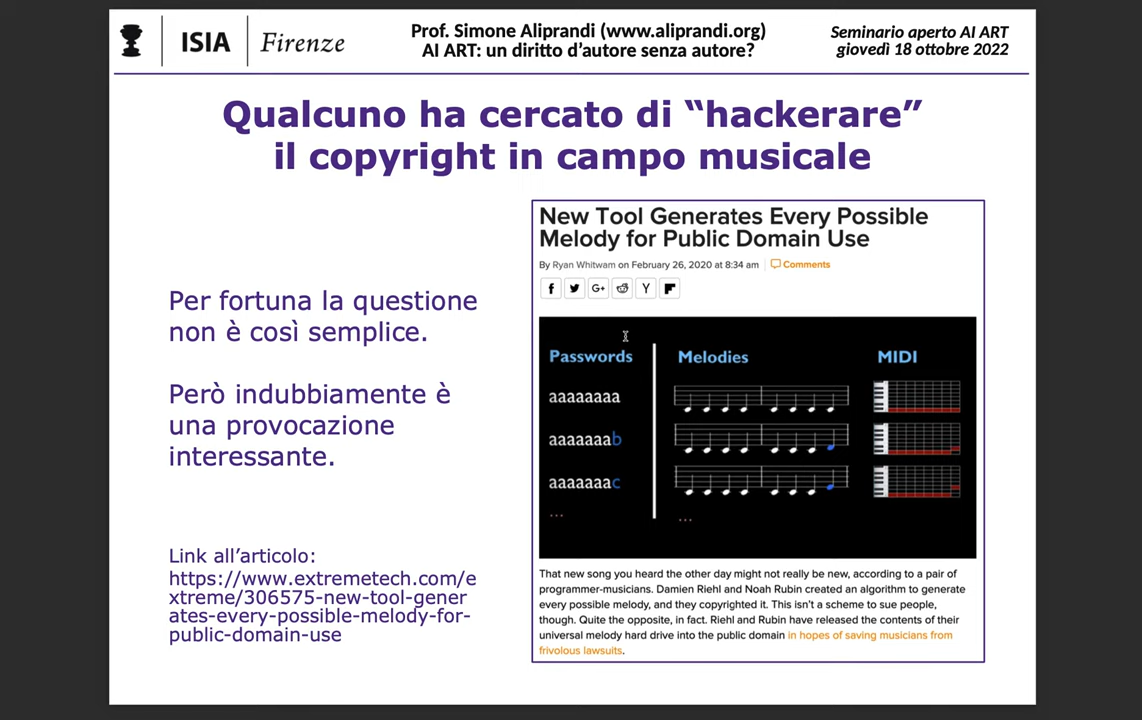 ISIA Firenze
Prof. Simone Aliprandi (www.aliprandi.org)
AI ART: un diritto d'autore senza autore?
Seminario aperto AI ART
giovedì 18 ottobre 2022
Qualcuno ha cercato di “hackerare”
il copyright in campo musicale
Per fortuna la questione
non è così semplice.
Però indubbiamente è
una provocazione
interessante.
Link all’articolo:
https://www.extremetech.com/e
xtreme/306575-new-tool-gener
ates-every-possible-melody-for-
public-domain-use
New Tool Generates Every Possible
Melody for Public Domain Use
By Ryan Whitwam on February 26, 2020 at 8:34 am Comments
f G+ Y
Passwords Melodies MIDI
aaaaaaaa
aaaaaaab
aaaaaaac
... ...
That new song you heard the other day might not really be new, according to a pair of
programmer-musicians. Damien Riehl and Noah Rubin created an algorithm to generate
every possible melody, and they copyrighted it. This isn’t a scheme to sue people,
though. Quite the opposite, in fact. Riehl and Rubin have released the contents of their
universal melody hard drive into the public domain in hopes of saving musicians from
frivolous lawsuits.